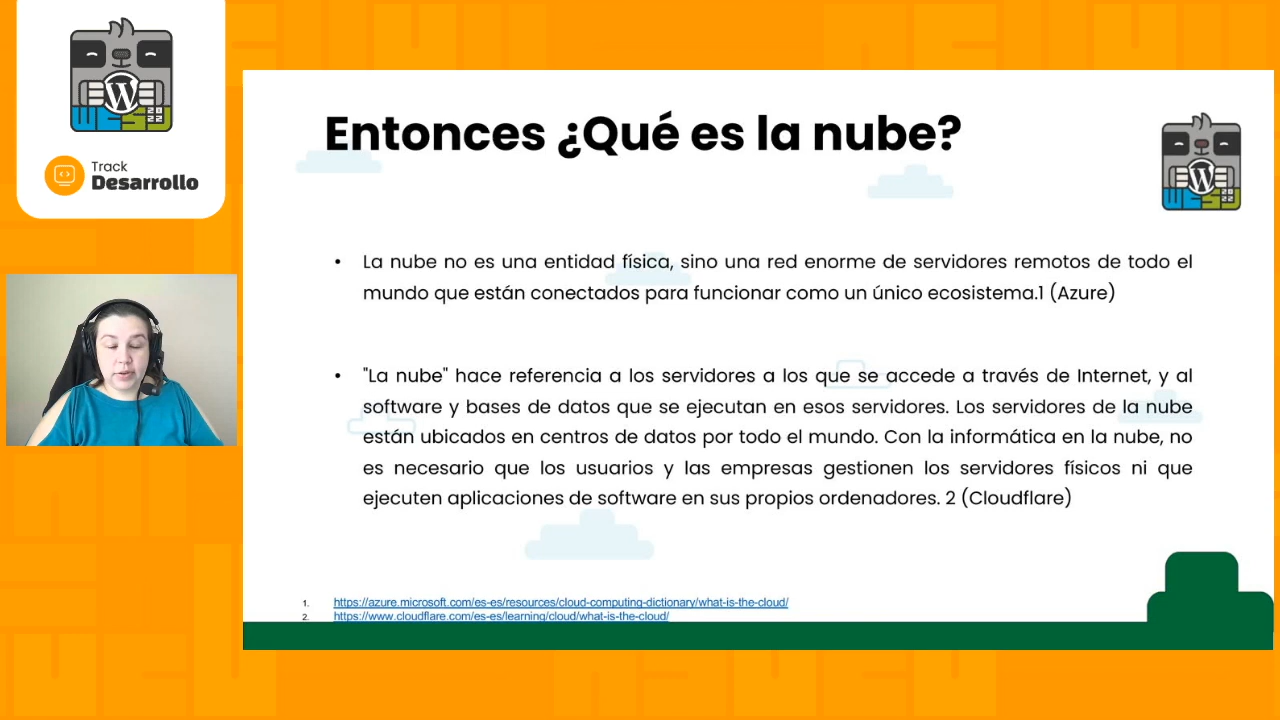 WESS
22
Track
Desarrollo
Entonces ¿Qué es la nube?
22
• La nube no es una entidad física, sino una red enorme de servidores remotos de todo el
mundo que están conectados para funcionar como un único ecosistema.1 (Azure)
• "La nube" hace referencia a los servidores a los que se accede a través de Internet, y al
software y bases de datos que se ejecutan en esos servidores. Los servidores de la nube
están ubicados en centros de datos por todo el mundo. Con la informática en la nube, no
es necesario que los usuarios y las empresas gestionen los servidores físicos ni que
ejecuten aplicaciones de software en sus propios ordenadores. 2 (Cloudflare)
1. https://azure.microsoft.com/es-es/resources/cloud-computing-dictionary/what-is-the-cloud/
2. https://www.cloudflare.com/es-es/learning/cloud/what-is-the-cloud/